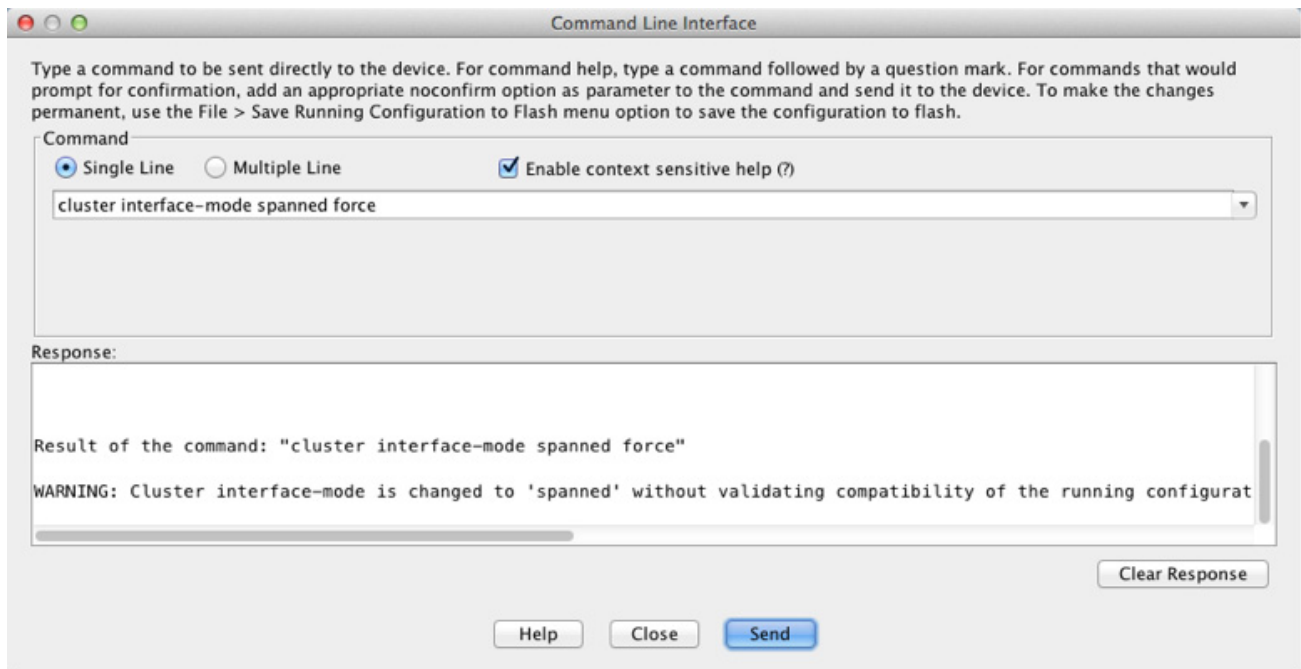 Command Line Interface
Type a command to be sent directly to the device. For command help, type a command followed by a question mark. For commands that would
prompt for confirmation, add an appropriate noconfirm option as parameter to the command and send it to the device. To make the changes
permanent, use the File > Save Running Configuration to Flash menu option to save the configuration to flash.
Command
Single Line Multiple Line Enable context sensitive help (?)
cluster interface-mode spanned force
Response:
Result of the command: "cluster interface-mode spanned force"
WARNING: Cluster interface-mode is changed to 'spanned' without validating compatibility of the running configurat
Clear Response
Help Close Send